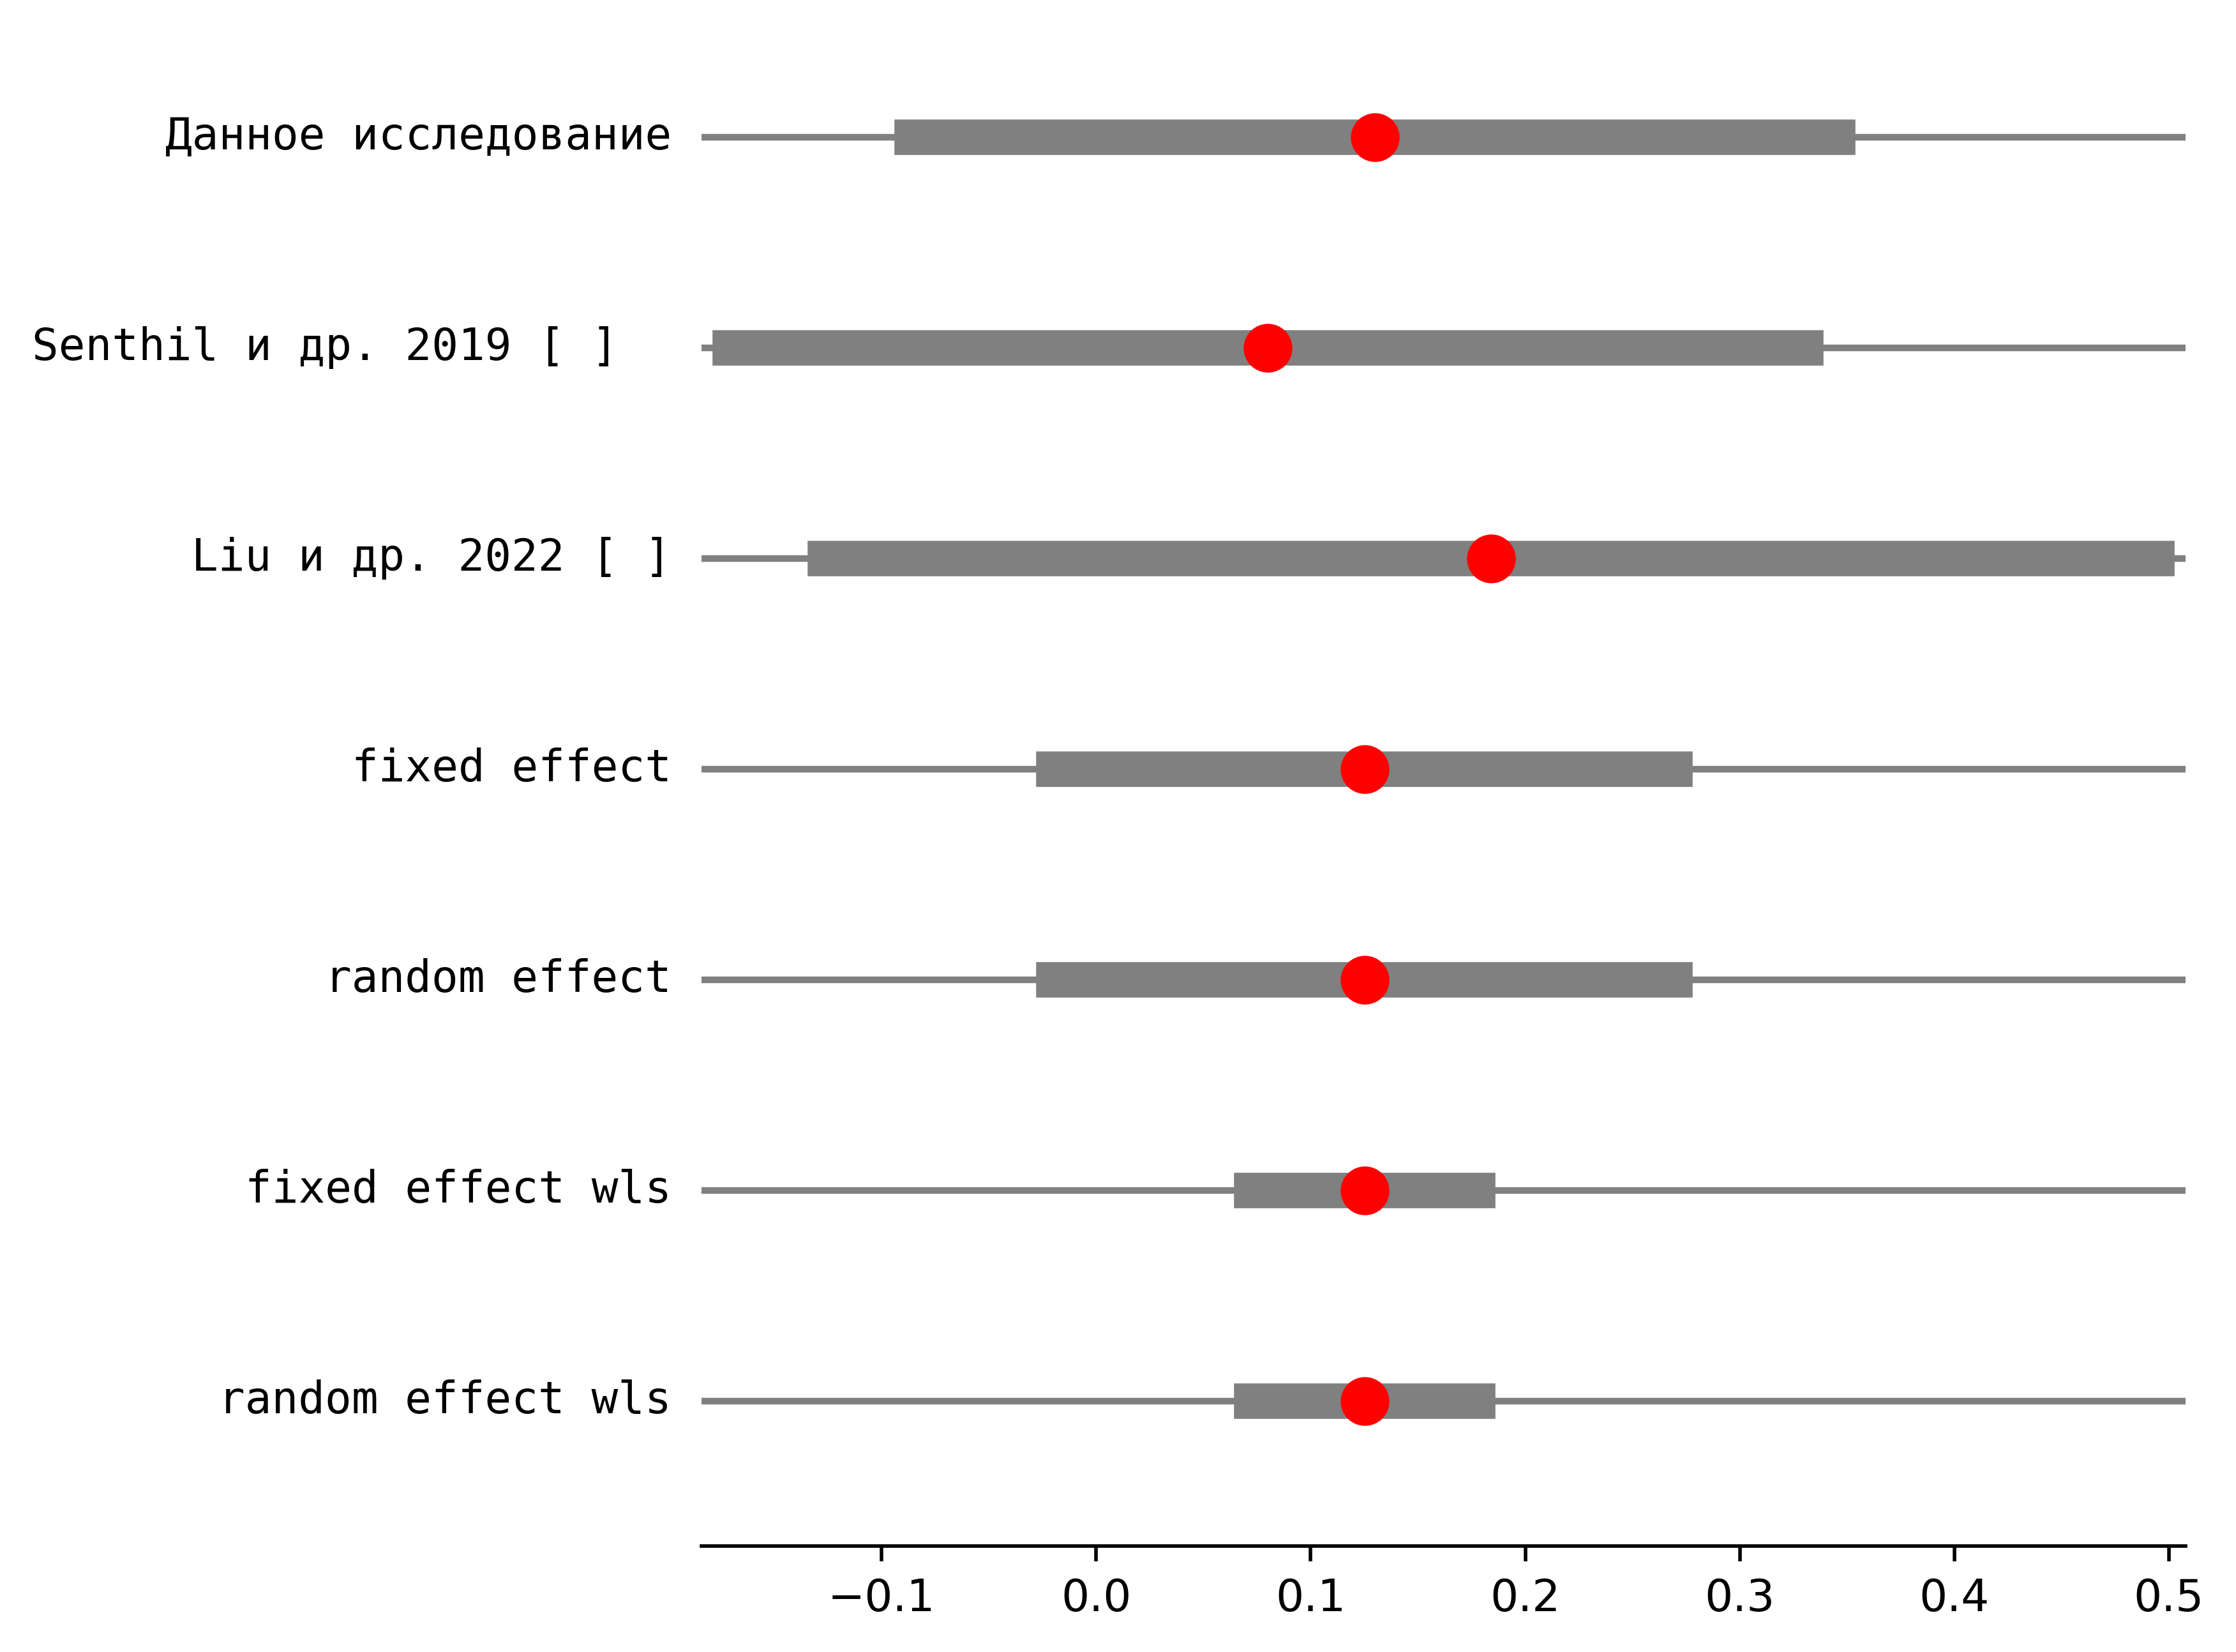 Данное исследование
Senthil и др. 2019 [ ]
Liu и др. 2022 [ ]
fixed effect
random effect
fixed effect wls
random effect wls
−0.1 0.0 0.1 0.2 0.3 0.4 0.5